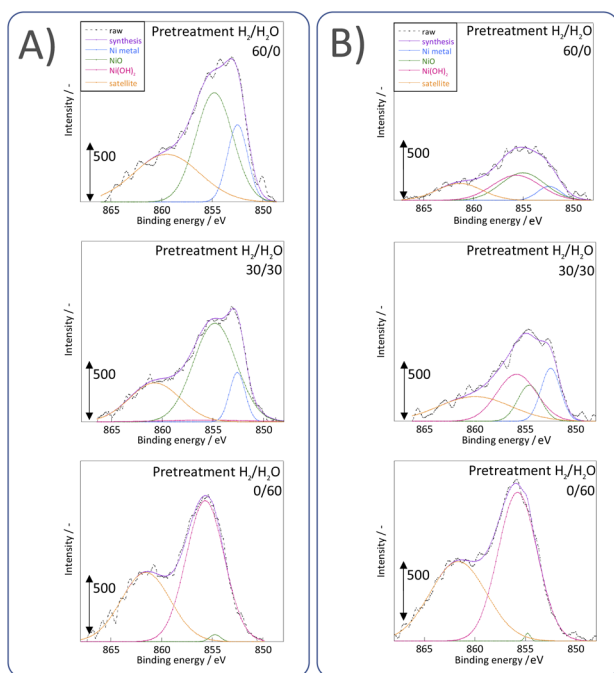 A)
Pretreatment H₂/H₂O
60/0
raw
synthesis
Ni metal
NiO
Ni(OH)₂
satellite
Intensity / -
500
865 860 855 850
Binding energy / eV
Pretreatment H₂/H₂O
30/30
Intensity / -
500
865 860 855 850
Binding energy / eV
Pretreatment H₂/H₂O
0/60
Intensity / -
500
865 860 855 850
Binding energy / eV
B)
Pretreatment H₂/H₂O
60/0
raw
synthesis
Ni metal
NiO
Ni(OH)₂
satellite
Intensity / -
500
865 860 855 850
Binding energy / eV
Pretreatment H₂/H₂O
30/30
Intensity / -
500
865 860 855 850
Binding energy / eV
Pretreatment H₂/H₂O
0/60
Intensity / -
500
865 860 855 850
Binding energy / eV